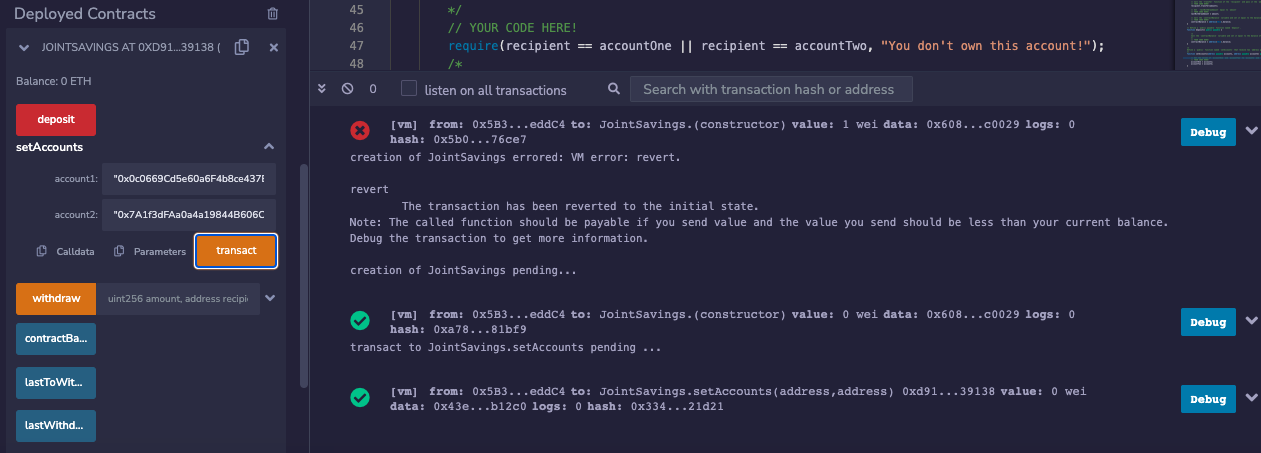 Deployed Contracts
JOINTSAVINGS AT 0XD91...39138 (
Balance: 0 ETH
deposit
setAccounts
account1: "0x0c0669Cd5e60a6F4b8ce437E
account2: "0x7A1f3dFAa0a4a19844B606C
Calldata Parameters transact
withdraw uint256 amount, address recipi
contractBa...
lastToWit...
lastWithd...
45 */
46 // YOUR CODE HERE!
47 require(recipient == accountOne || recipient == accountTwo, "You don't own this account!");
48 /*
0 listen on all transactions Search with transaction hash or address
[vm] from: 0x5B3...eddC4 to: JointSavings.(constructor) value: 1 wei data: 0x608...c0029 logs: 0
hash: 0x5b0...76ce7
Debug
creation of JointSavings errored: VM error: revert.
revert
The transaction has been reverted to the initial state.
Note: The called function should be payable if you send value and the value you send should be less than your current balance.
Debug the transaction to get more information.
creation of JointSavings pending...
[vm] from: 0x5B3...eddC4 to: JointSavings.(constructor) value: 0 wei data: 0x608...c0029 logs: 0
hash: 0xa78...81bf9
Debug
transact to JointSavings.setAccounts pending ...
[vm] from: 0x5B3...eddC4 to: JointSavings.setAccounts(address,address) 0xd91...39138 value: 0 wei
data: 0x43e...b12c0 logs: 0 hash: 0x334...21d21
Debug